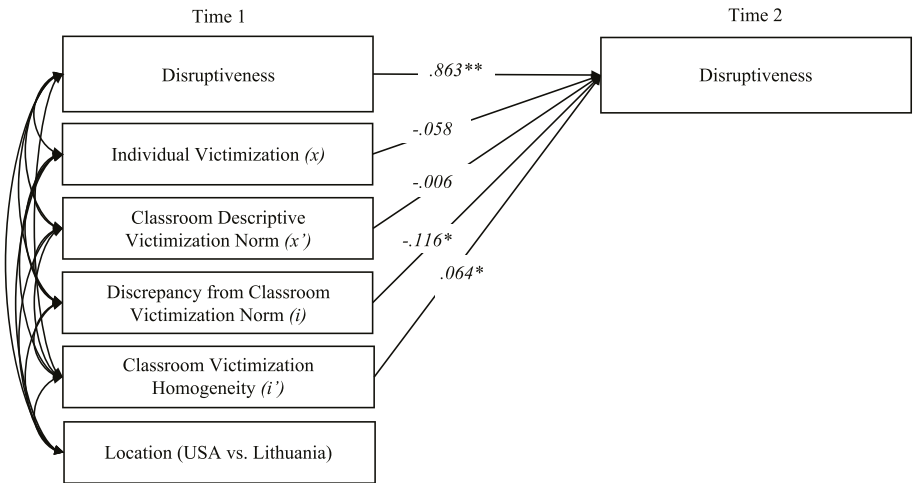 Time 1
Time 2
Disruptiveness
.863**
Disruptiveness
Individual Victimization (x)
-.058
Classroom Descriptive
Victimization Norm (x’)
-.006
Discrepancy from Classroom
Victimization Norm (i)
-.116*
Classroom Victimization
Homogeneity (i’)
.064*
Location (USA vs. Lithuania)